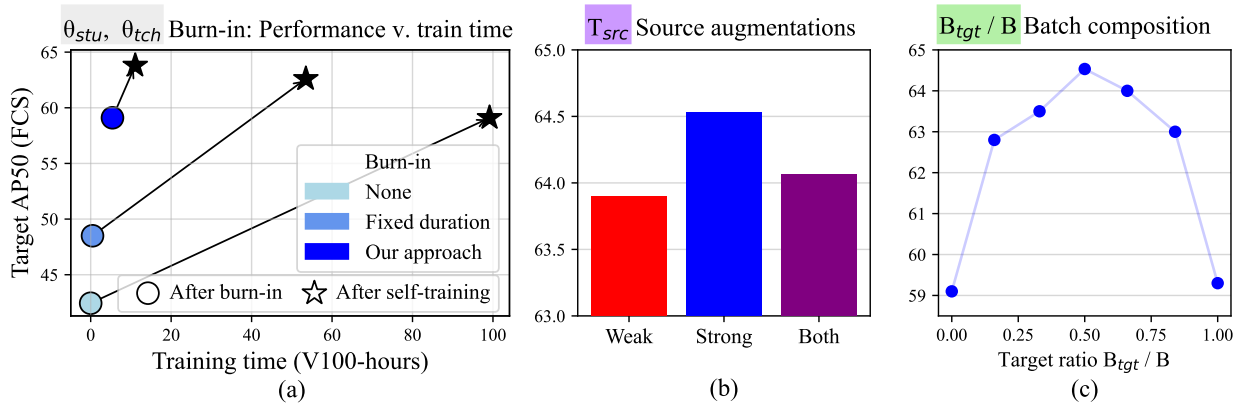 θstu, θtch Burn-in: Performance v. train time
65
60
55
50
45
Target AP50 (FCS)
Burn-in
None
Fixed duration
Our approach
After burn-in
After self-training
0 20 40 60 80 100
Training time (V100-hours)
(a)
Tsrc Source augmentations
65.0
64.5
64.0
63.5
63.0
Weak Strong Both
(b)
Btgt / B Batch composition
65
64
63
62
61
60
59
0.00 0.25 0.50 0.75 1.00
Target ratio Btgt / B
(c)